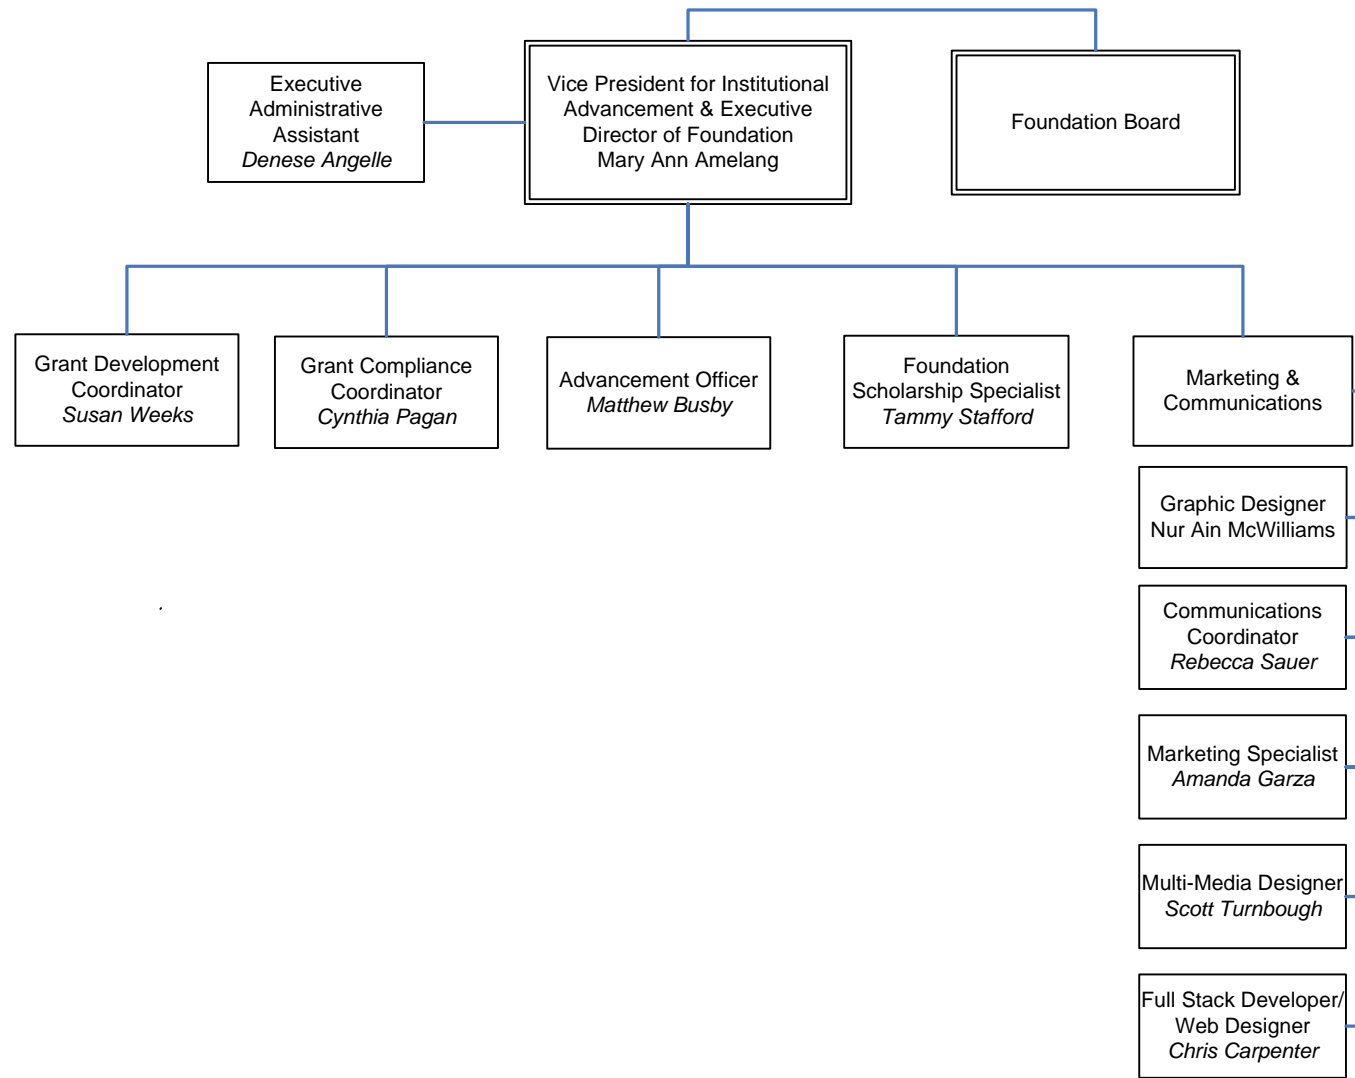 Executive
Administrative
Assistant
Denese Angelle
Vice President for Institutional
Advancement & Executive
Director of Foundation
Mary Ann Amelang
Foundation Board
Grant Development
Coordinator
Susan Weeks
Grant Compliance
Coordinator
Cynthia Pagan
Advancement Officer
Matthew Busby
Foundation
Scholarship Specialist
Tammy Stafford
Marketing &
Communications
Graphic Designer
Nur Ain McWilliams
Communications
Coordinator
Rebecca Sauer
Marketing Specialist
Amanda Garza
Multi-Media Designer
Scott Turnbough
Full Stack Developer/
Web Designer
Chris Carpenter